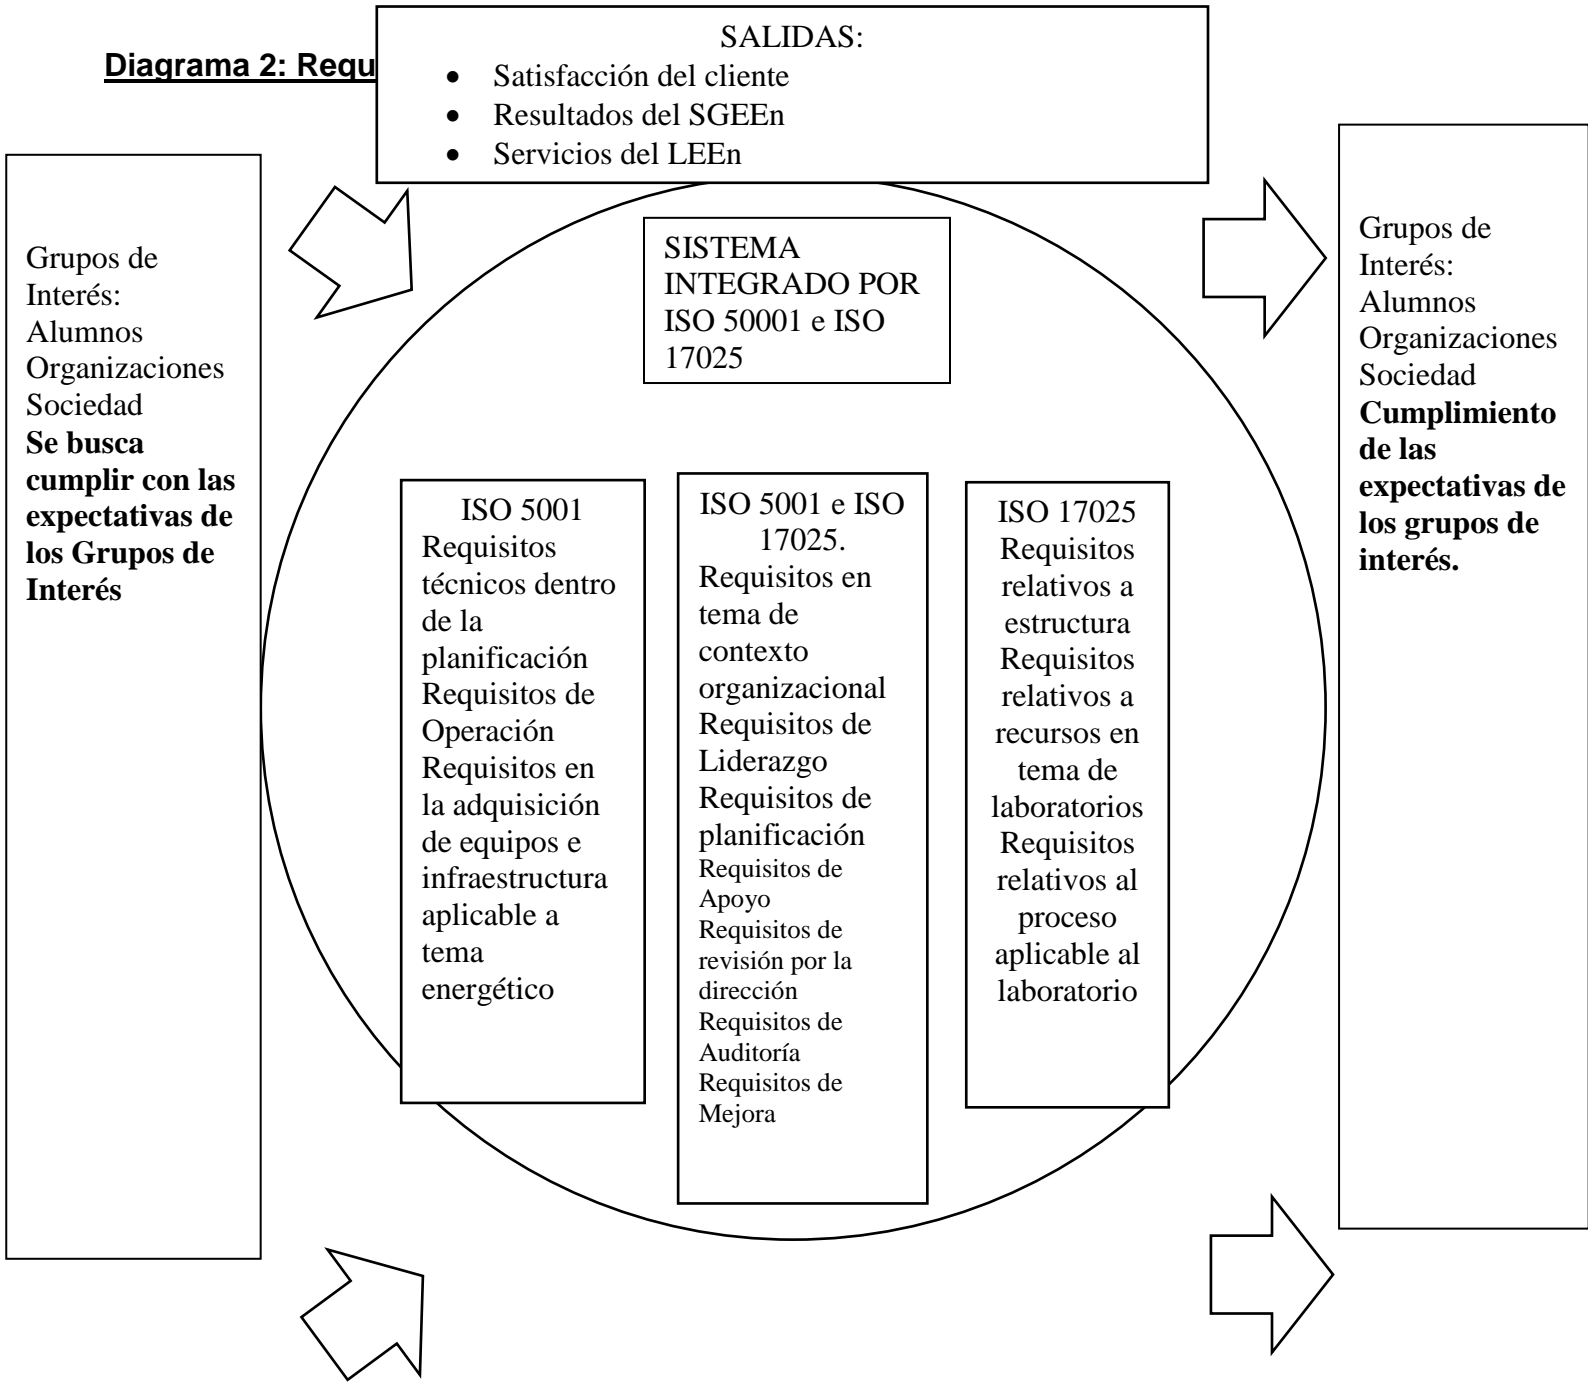 Diagrama 2: Requ
SALIDAS:
• Satisfacción del cliente
• Resultados del SGEEn
• Servicios del LEEn
Grupos de
Interés:
Alumnos
Organizaciones
Sociedad
Se busca
cumplir con las
expectativas de
los Grupos de
Interés
SISTEMA
INTEGRADO POR
ISO 50001 e ISO
17025
ISO 5001
Requisitos
técnicos dentro
de la
planificación
Requisitos de
Operación
Requisitos en
la adquisición
de equipos e
infraestructura
aplicable a
tema
energético
ISO 5001 e ISO
17025.
Requisitos en
tema de
contexto
organizacional
Requisitos de
Liderazgo
Requisitos de
planificación
Requisitos de
Apoyo
Requisitos de
revisión por la
dirección
Requisitos de
Auditoría
Requisitos de
Mejora
ISO 17025
Requisitos
relativos a
estructura
Requisitos
relativos a
recursos en
tema de
laboratorios
Requisitos
relativos al
proceso
aplicable al
laboratorio
Grupos de
Interés:
Alumnos
Organizaciones
Sociedad
Cumplimiento
de las
expectativas de
los grupos de
interés.